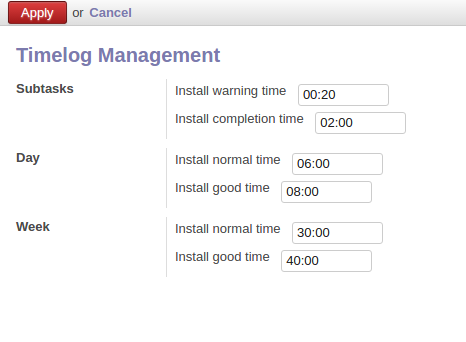 Apply or Cancel
Timelog Management
Subtasks Install warning time 00:20
Install completion time 02:00
Day Install normal time 06:00
Install good time 08:00
Week Install normal time 30:00
Install good time 40:00